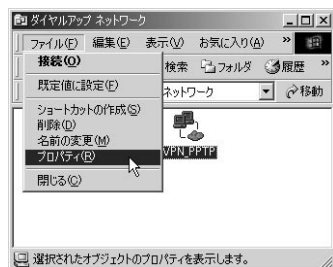 ダイヤルアップ ネットワーク
ファイル(F) 編集(E) 表示(V) お気に入り(A) »
検索 フォルダ 履歴 »
接続(O)
既定値に設定(F)
ネットワーク 移動
ショートカットの作成(S)
削除(D)
名前の変更(M)
プロパティ(R)
VPN_PPTP
閉じる(C)
選択されたオブジェクトのプロパティを表示します。